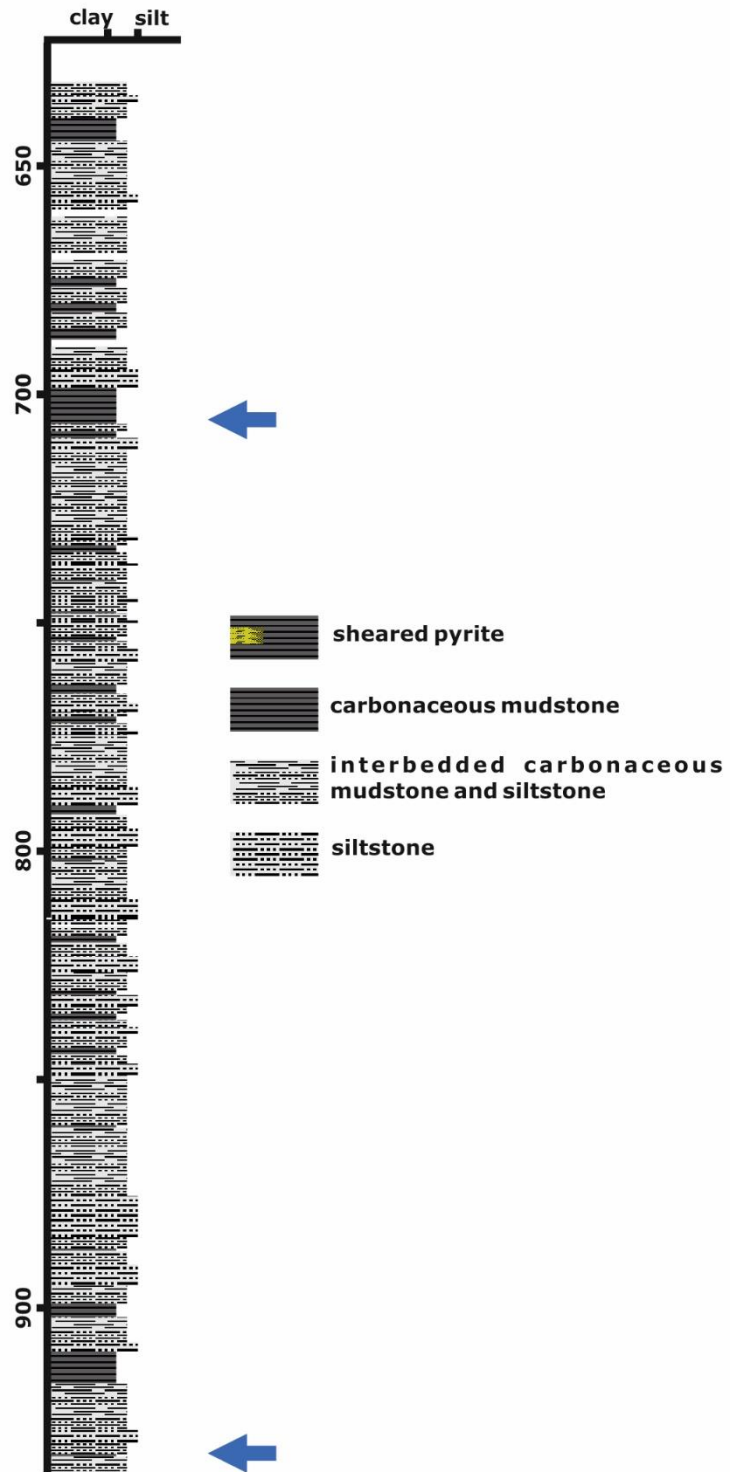 clay silt
650
700
sheared pyrite
carbonaceous mudstone
interbedded carbonaceous
mudstone and siltstone
siltstone
800
900